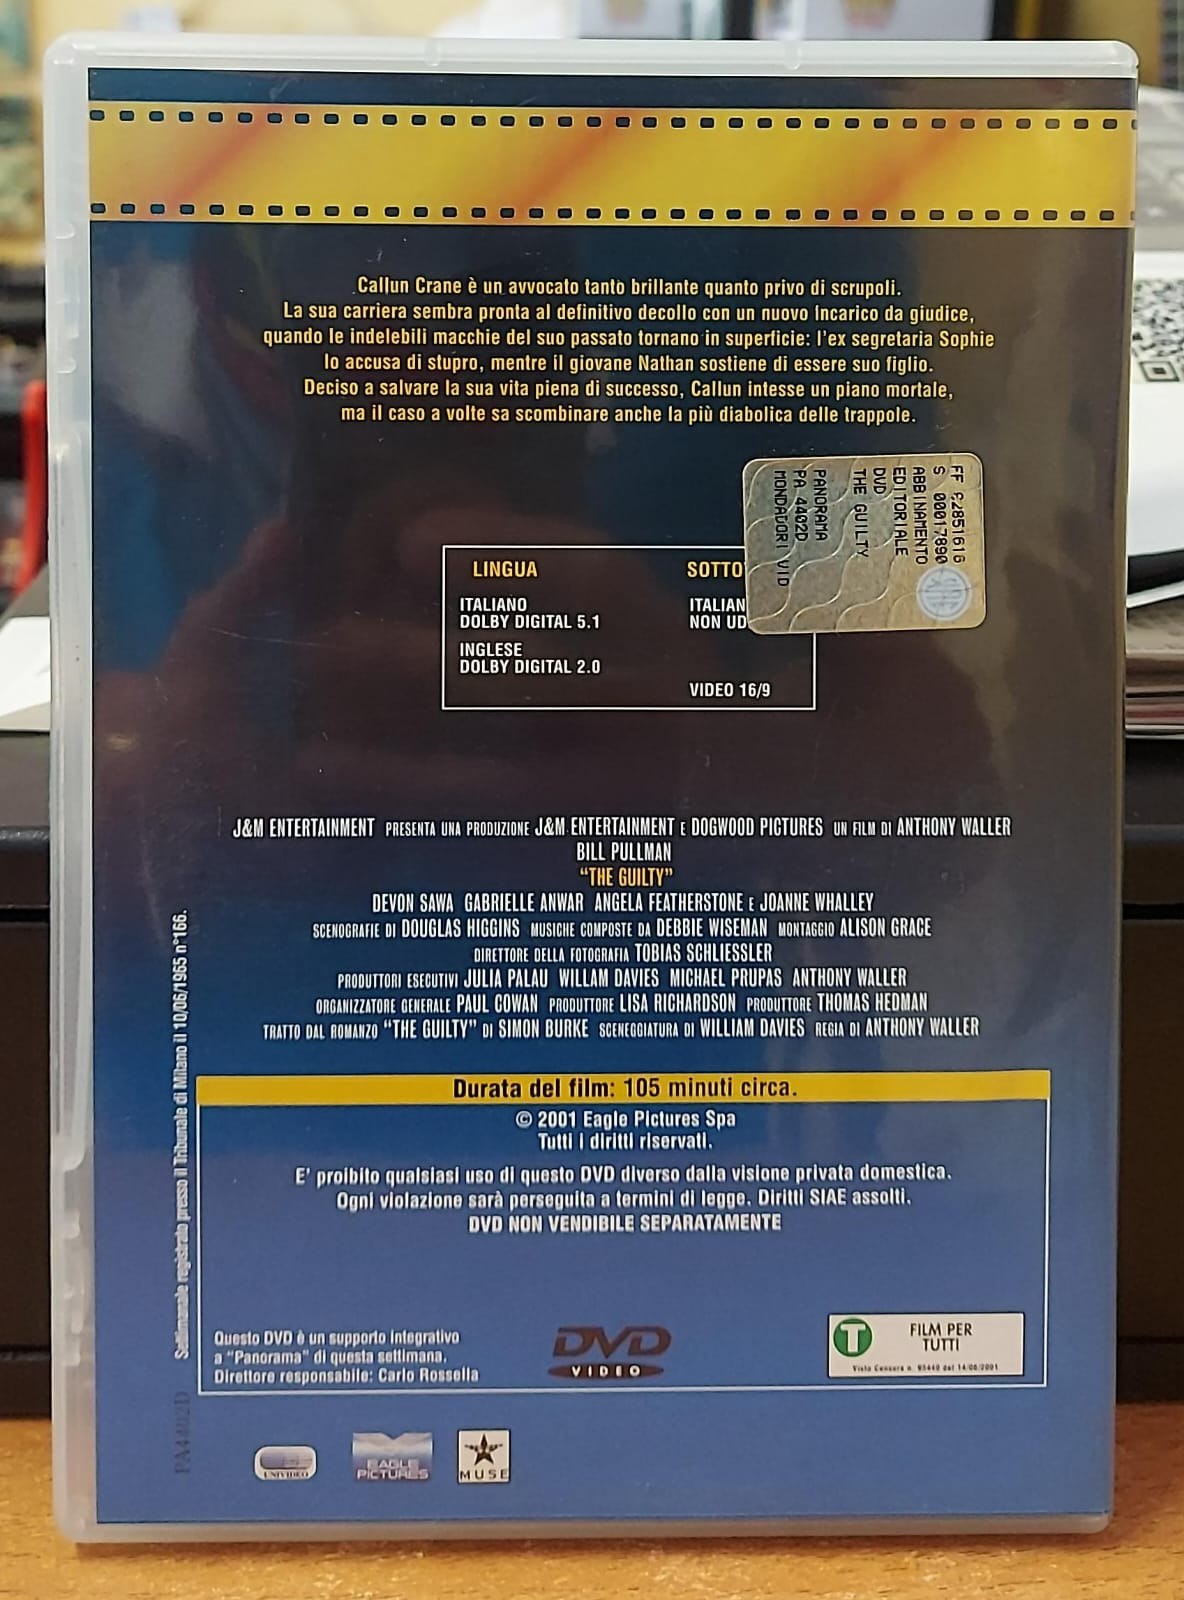 Callun Crane è un avvocato tanto brillante quanto privo di scrupoli.
La sua carriera sembra pronta al definitivo decollo con un nuovo Incarico da giudice,
quando le indelebili macchie del suo passato tornano in superficie: l'ex segretaria Sophie
lo accusa di stupro, mentre il giovane Nathan sostiene di essere suo figlio.
Deciso a salvare la sua vita piena di successo, Callun intesse un piano mortale,
ma il caso a volte sa scombinare anche la più diabolica delle trappole.
FF 02851616
S 00017890
ABBINAMENTO
EDITORIALE
DVD
THE GUILTY
PANORAMA
PA 4402D
MONDADORI VID
LINGUA
ITALIANO
DOLBY DIGITAL 5.1
INGLESE
DOLBY DIGITAL 2.0
SOTTO
ITALIAN
NON UD
VIDEO 16/9
J&M ENTERTAINMENT PRESENTA UNA PRODUZIONE J&M ENTERTAINMENT E DOGWOOD PICTURES UN FILM DI ANTHONY WALLER
BILL PULLMAN
"THE GUILTY"
DEVON SAWA GABRIELLE ANWAR ANGELA FEATHERSTONE E JOANNE WHALLEY
SCENOGRAFIE DI DOUGLAS HIGGINS MUSICHE COMPOSTE DA DEBBIE WISEMAN MONTAGGIO ALISON GRACE
DIRETTORE DELLA FOTOGRAFIA TOBIAS SCHLIESSLER
PRODUTTORI ESECUTIVI JULIA PALAU WILLAM DAVIES MICHAEL PRUPAS ANTHONY WALLER
ORGANIZZATORE GENERALE PAUL COWAN PRODUTTORE LISA RICHARDSON PRODUTTORE THOMAS HEDMAN
TRATTO DAL ROMANZO "THE GUILTY" DI SIMON BURKE SCENEGGIATURA DI WILLIAM DAVIES REGIA DI ANTHONY WALLER
Durata del film: 105 minuti circa.
© 2001 Eagle Pictures Spa
Tutti i diritti riservati.
E' proibito qualsiasi uso di questo DVD diverso dalla visione privata domestica.
Ogni violazione sarà perseguita a termini di legge. Diritti SIAE assolti.
DVD NON VENDIBILE SEPARATAMENTE
Questo DVD è un supporto integrativo
a "Panorama" di questa settimana.
Direttore responsabile: Carlo Rossella
DVD
VIDEO
T
FILM PER
TUTTI
Visto Censura n. 95440 del 14/06/2001
Settimanale registrato presso il Tribunale di Milano il 10/06/1965 n°166.
PA4402D
UNIVIDEO
EAGLE
PICTURES
MUSE